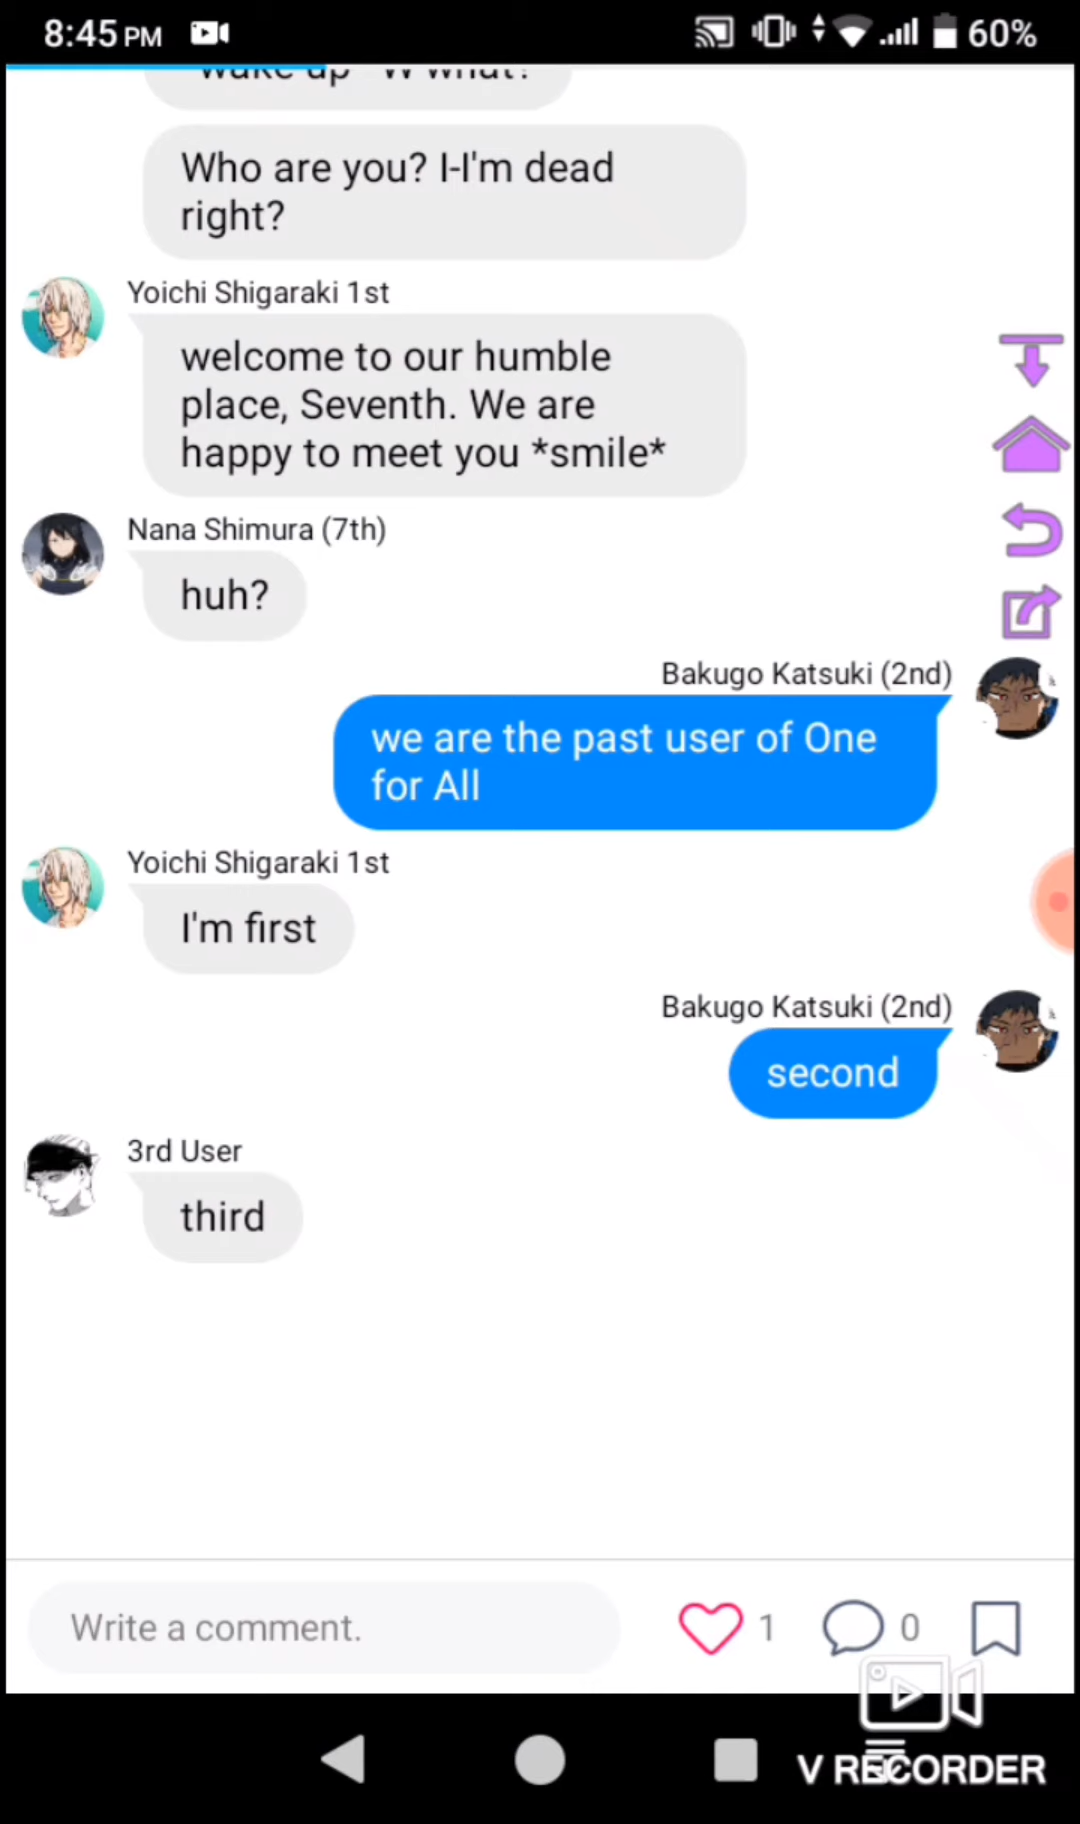 8:45 PM
60%
wake up
what?
Who are you? I-I'm dead
right?
Yoichi Shigaraki 1st
welcome to our humble
place, Seventh. We are
happy to meet you *smile*
Nana Shimura (7th)
huh?
Bakugo Katsuki (2nd)
we are the past user of One
for All
Yoichi Shigaraki 1st
I'm first
Bakugo Katsuki (2nd)
second
3rd User
third
Write a comment.
1
0
V RECORDER